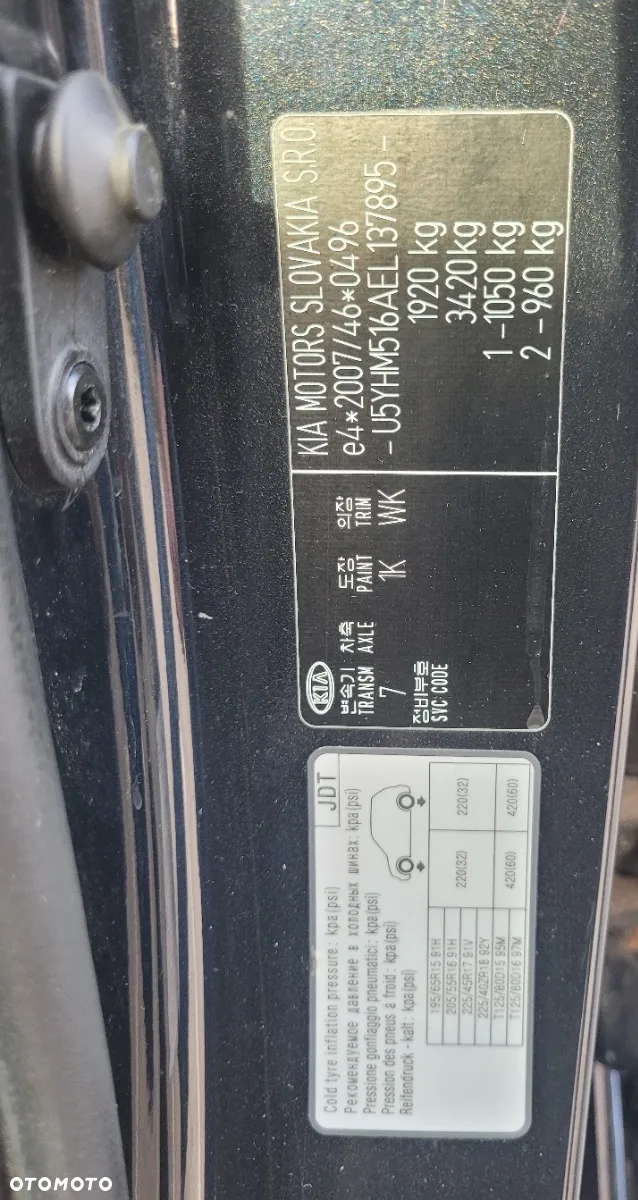 KIA MOTORS SLOVAKIA S.R.O
e4*2007/46*0496
- U5YHM516AEL137895 -
1920 kg
3420 kg
1 - 1050 kg
2 - 960 kg
KIA
변속기 차축 도장 의장
TRANSM AXLE PAINT TRIM
7 1K WK
정비부호
SVC CODE
JDT
Cold tyre inflation pressure: kpa(psi)
Рекомендуемое давление в холодных шинах: kpa(psi)
Pressione gonfiaggio pneumatici: kpa(psi)
Pression des pneus à froid: kpa(psi)
Reifendruck - kalt: kpa(psi)
195/65R15 91H
205/55R16 91H
225/45R17 91V
225/40ZR18 92Y
220(32) 220(32)
T125/80D15 95M
T125/80D16 97M
420(60) 420(60)
OTOMOTO